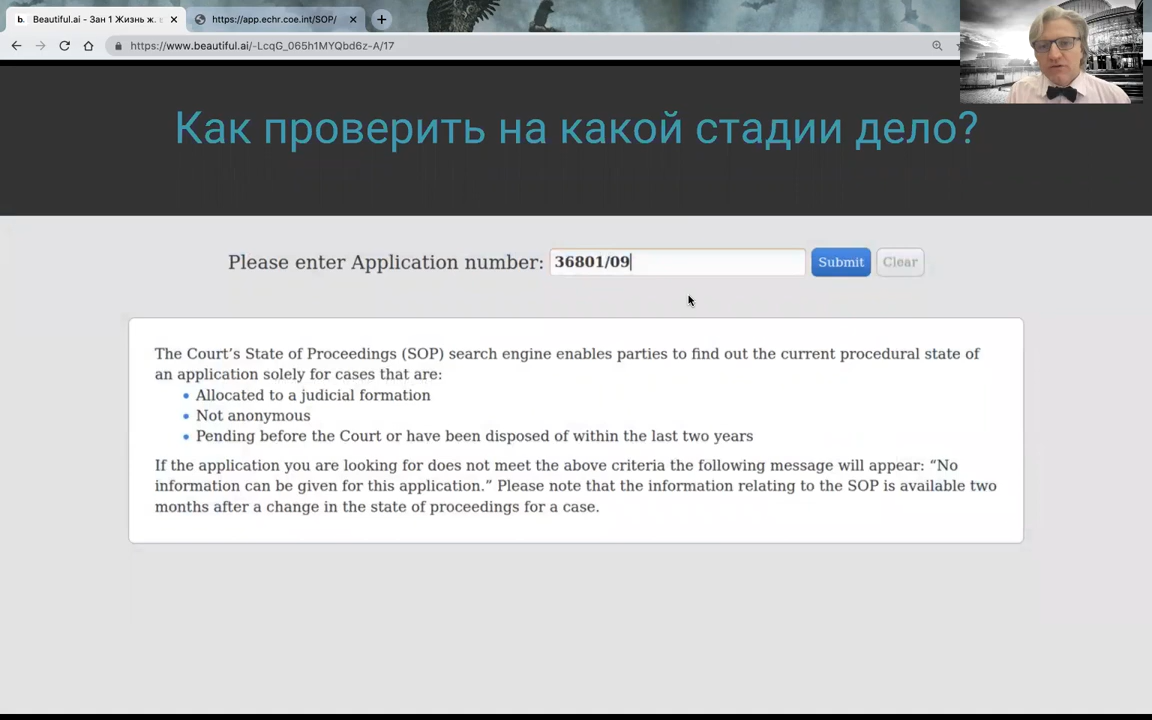 b. Beautiful.ai - Зан 1 Жизнь ж.
https://app.echr.coe.int/SOP/
https://www.beautiful.ai/-LcqG_065h1MYQbd6z-A/17
Как проверить на какой стадии дело?
Please enter Application number: 36801/09 Submit Clear
The Court’s State of Proceedings (SOP) search engine enables parties to find out the current procedural state of
an application solely for cases that are:
• Allocated to a judicial formation
• Not anonymous
• Pending before the Court or have been disposed of within the last two years
If the application you are looking for does not meet the above criteria the following message will appear: “No
information can be given for this application.” Please note that the information relating to the SOP is available two
months after a change in the state of proceedings for a case.